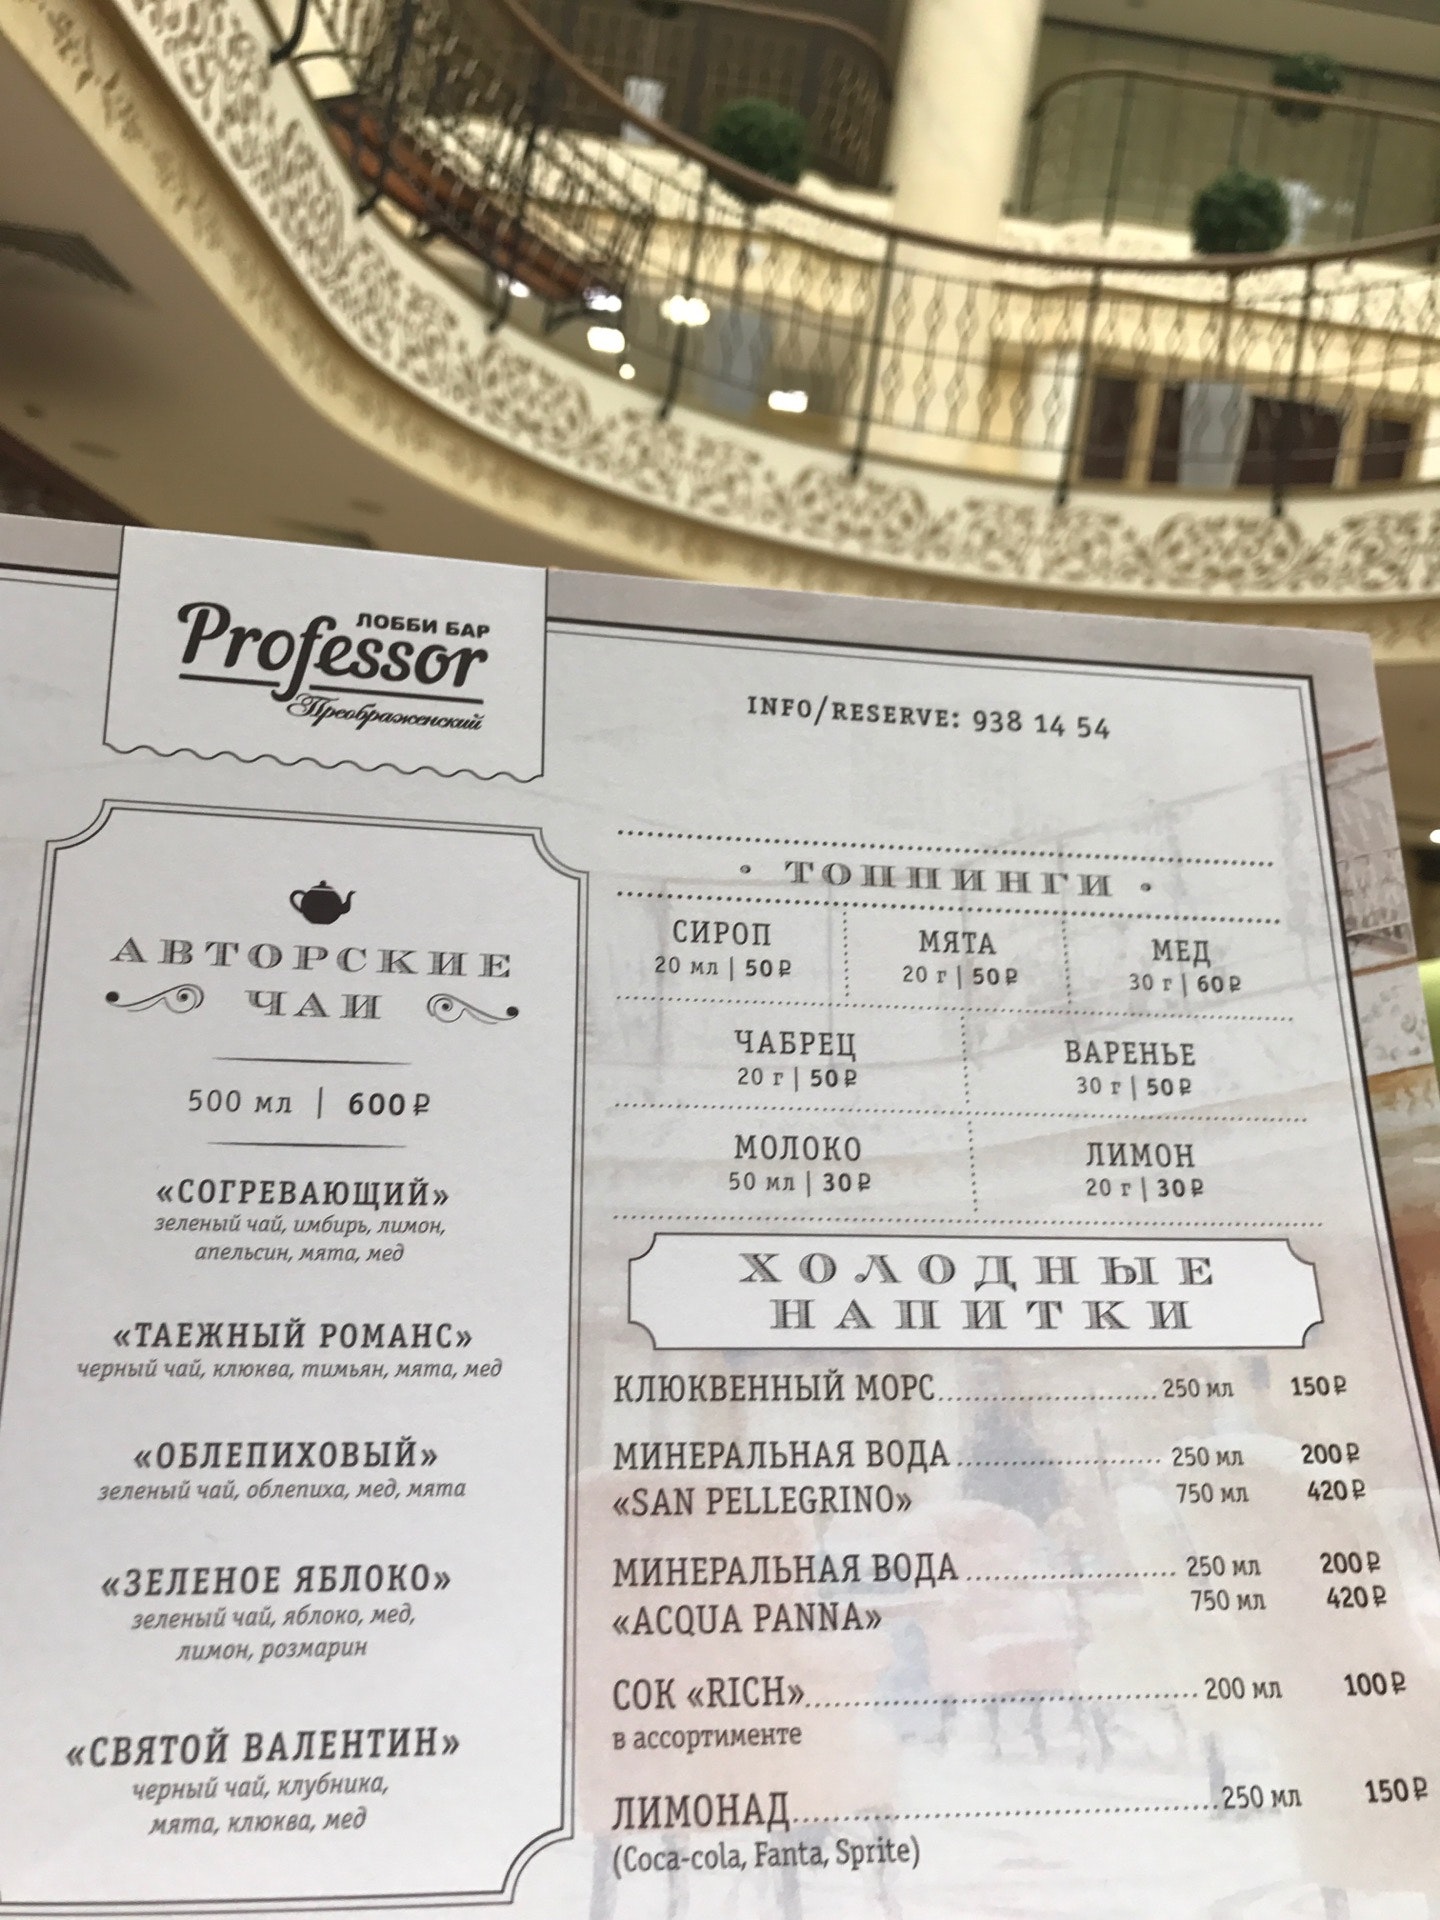 ЛОББИ БАР
Professor
Преображенский
INFO/RESERVE: 938 14 54
АВТОРСКИЕ
ЧАИ
500 мл | 600 ₽
«СОГРЕВАЮЩИЙ»
зеленый чай, имбирь, лимон,
апельсин, мята, мед
«ТАЕЖНЫЙ РОМАНС»
черный чай, клюква, тимьян, мята, мед
«ОБЛЕПИХОВЫЙ»
зеленый чай, облепиха, мед, мята
«ЗЕЛЕНОЕ ЯБЛОКО»
зеленый чай, яблоко, мед,
лимон, розмарин
«СВЯТОЙ ВАЛЕНТИН»
черный чай, клубника,
мята, клюква, мед
• ТОППИНГИ •
СИРОП
20 мл | 50 ₽
МЯТА
20 г | 50 ₽
МЕД
30 г | 60 ₽
ЧАБРЕЦ
20 г | 50 ₽
ВАРЕНЬЕ
30 г | 50 ₽
МОЛОКО
50 мл | 30 ₽
ЛИМОН
20 г | 30 ₽
ХОЛОДНЫЕ
НАПИТКИ
КЛЮКВЕННЫЙ МОРС 250 мл 150 ₽
МИНЕРАЛЬНАЯ ВОДА 250 мл 200 ₽
«SAN PELLEGRINO» 750 мл 420 ₽
МИНЕРАЛЬНАЯ ВОДА 250 мл 200 ₽
«ACQUA PANNA» 750 мл 420 ₽
СОК «RICH» 200 мл 100 ₽
в ассортименте
ЛИМОНАД 250 мл 150 ₽
(Coca-cola, Fanta, Sprite)